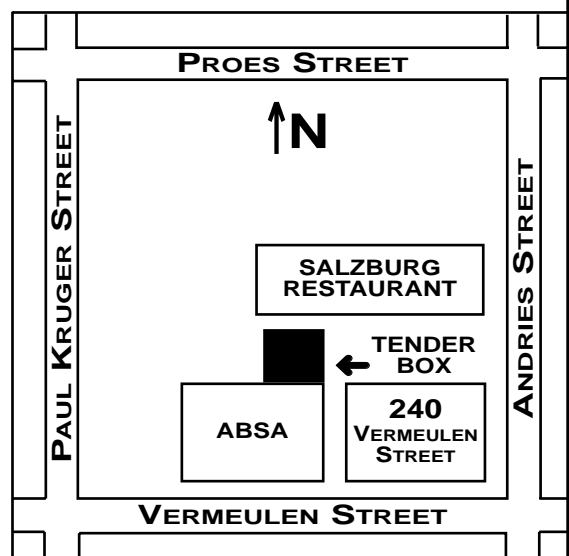 PROES STREET
N
PAUL KRUGER STREET
ANDRIES STREET
SALZBURG
RESTAURANT
TENDER
BOX
ABSA
240
VERMEULEN
STREET
VERMEULEN STREET